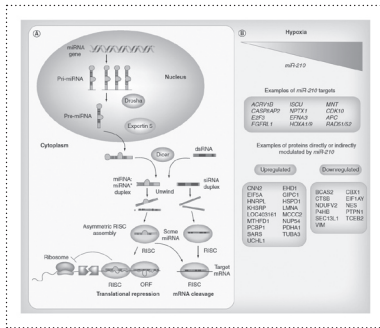 A
miRNA
gene
Pri-miRNA
Drosha
Nucleus
Pre-miRNA
Exportin 5
Cytoplasm
Dicer
dsRNA
miRNA:
miRNA*
duplex
Unwind
siRNA
duplex
Asymmetric RISC
assembly
Some
miRNA
RISC
RISC
Ribosome
Target
mRNA
RISC
ORF
RISC
Translational repression
mRNA cleavage
B
Hypoxia
miR-210
Examples of miR-210 targets
ACRV1B ISCU MNT
CASP8AP2 NPTX1 CDK10
E2F3 EFNA3 APC
FGFRL1 HOXA1/9 RAD51/52
Examples of proteins directly or indirectly
modulated by miR-210
Upregulated
Downregulated
CNN2 EHD1
EIF5A GIPC1
HNRPL HSPD1
KHSRP LMNA
LOC403161 MCCC2
MTHFD1 NUP54
PCBP1 PDHA1
SARS TUBA3
UCHL1
BCAS2 CBX1
CTSB EIF1AY
NDUFV2 NES
P4HB PTPN1
SEC13L1 TCEB2
VIM